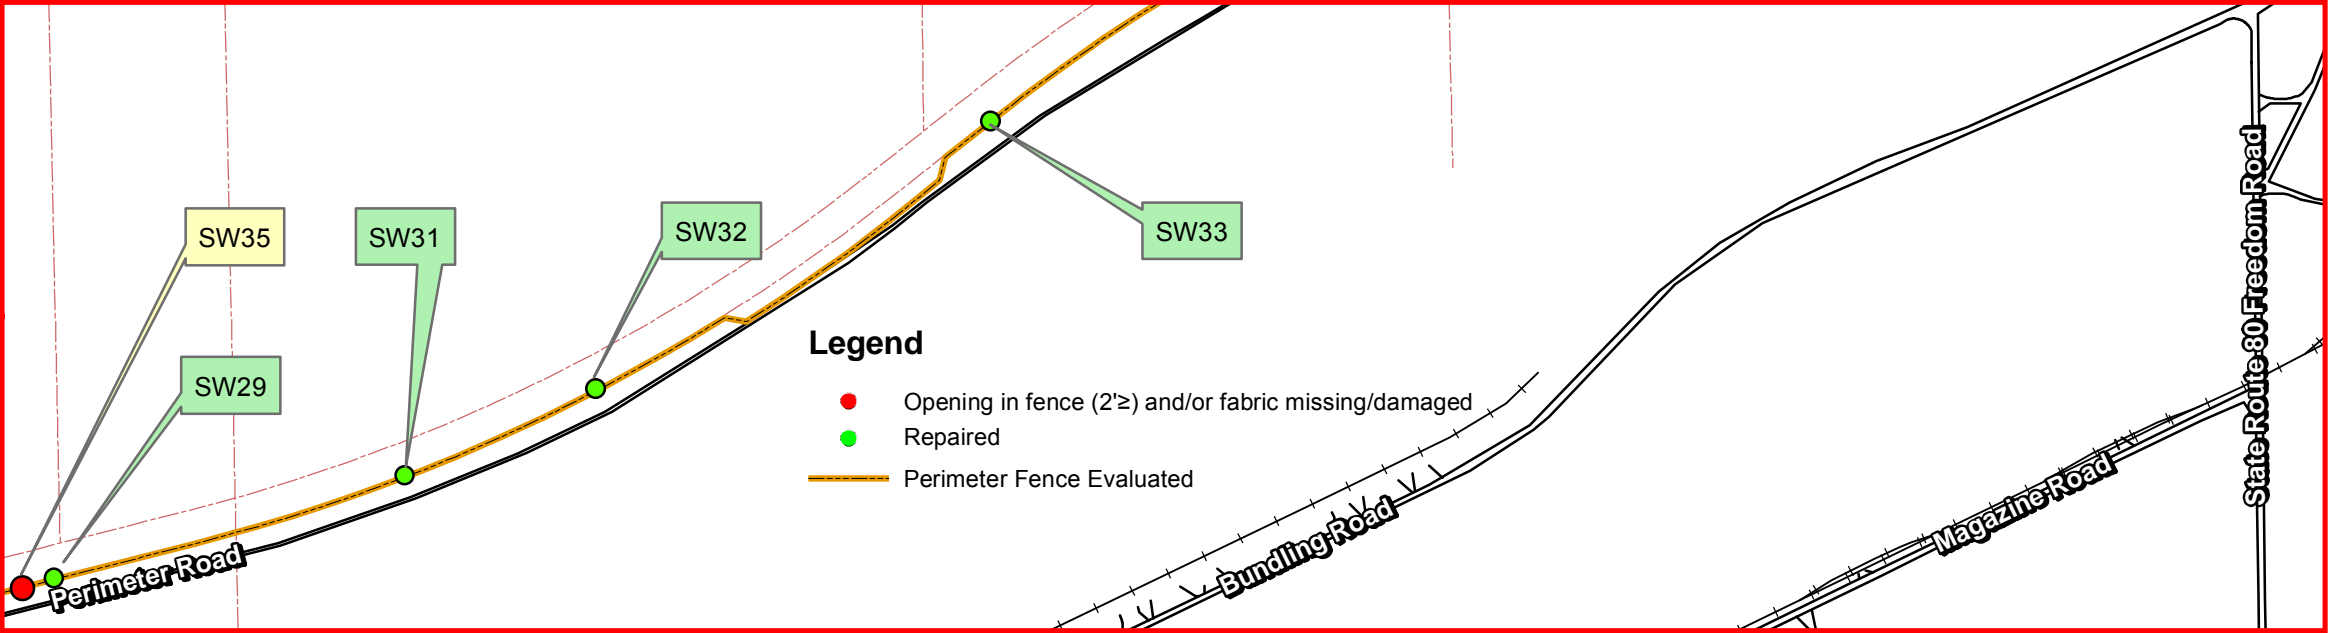 SW35
SW31
SW32
SW33
SW29
Legend
Opening in fence (2'≥) and/or fabric missing/damaged
Repaired
Perimeter Fence Evaluated
Perimeter Road
Bundling Road
Magazine Road
State Route 80 Freedom Road